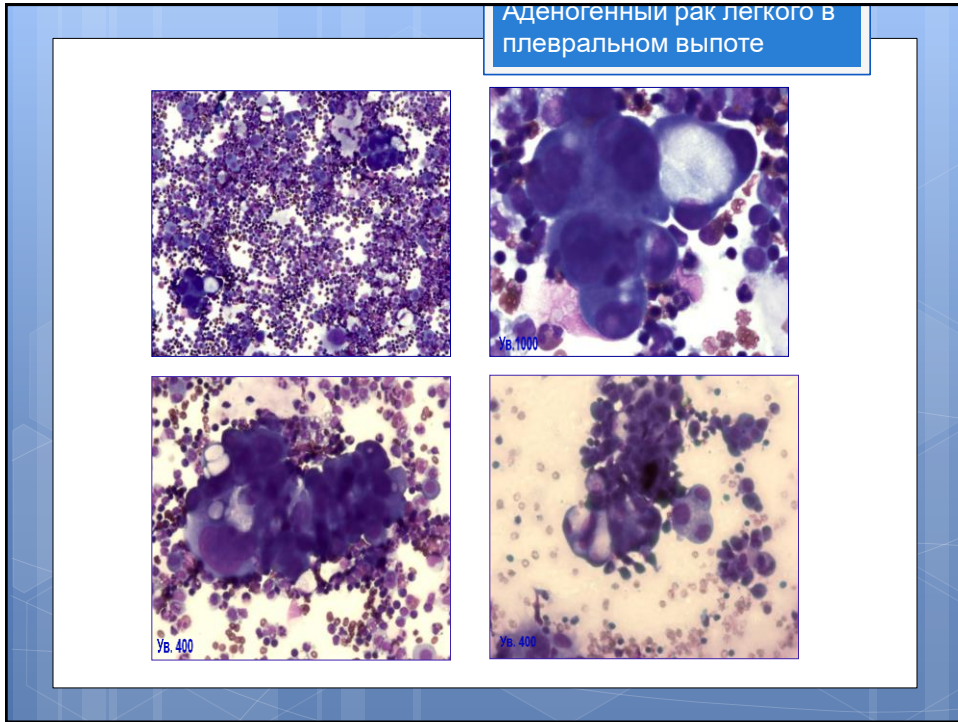 Аденогенный рак легкого в
плевральном выпоте
Ув.1000
Ув. 400
Ув. 400